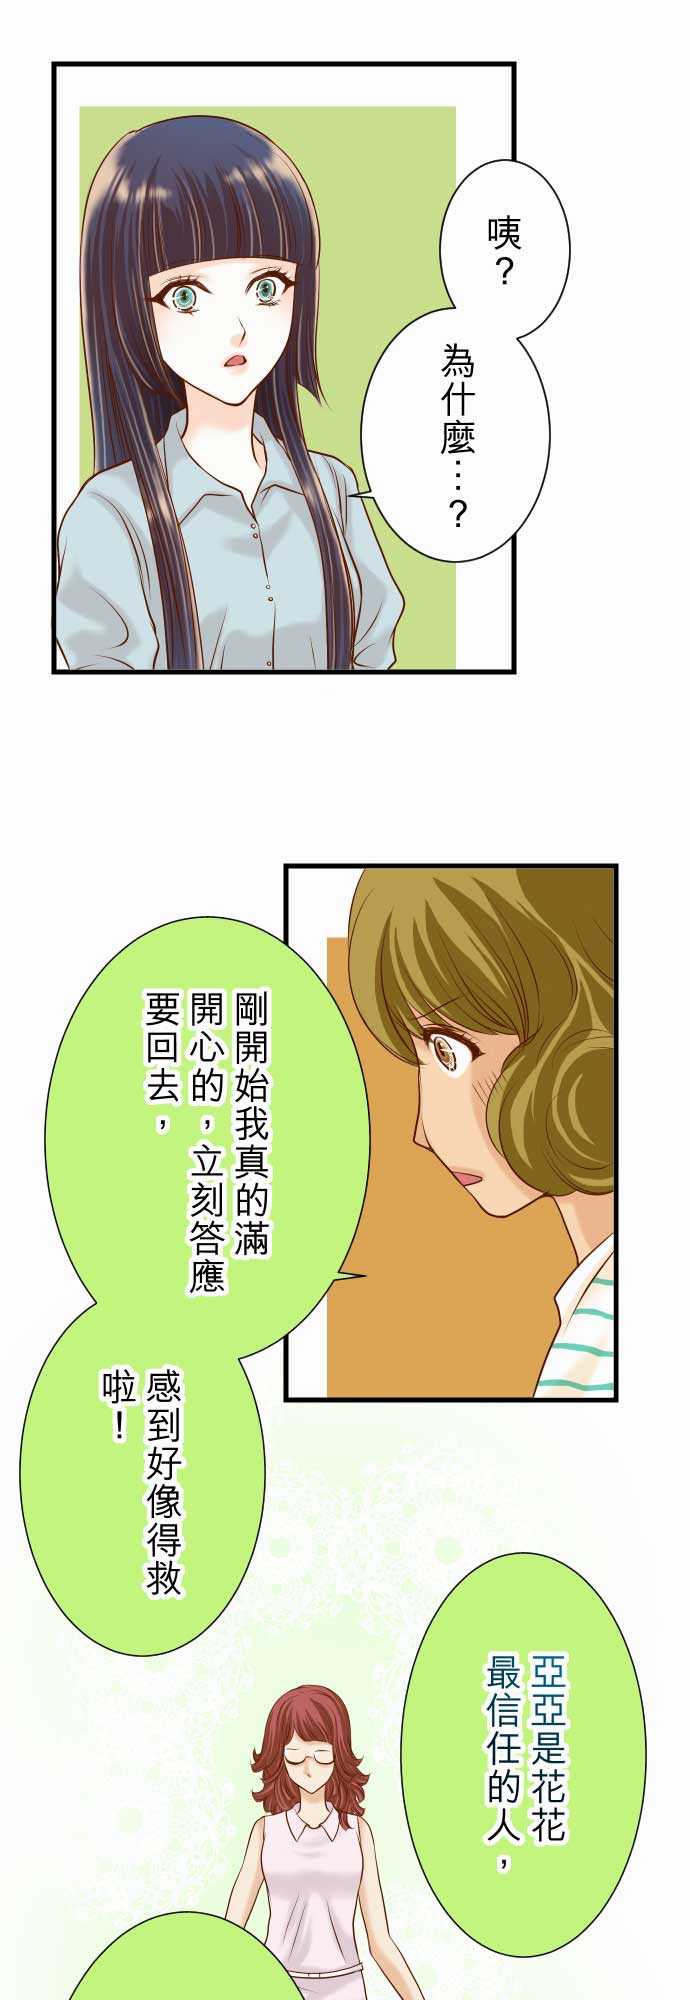 咦？
為什麼…？
剛開始我真的滿
開心的，立刻答應
要回去，
感到好像得救
啦！
亞亞是花花
最信任的人，